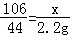 106/44 = x/2.2g